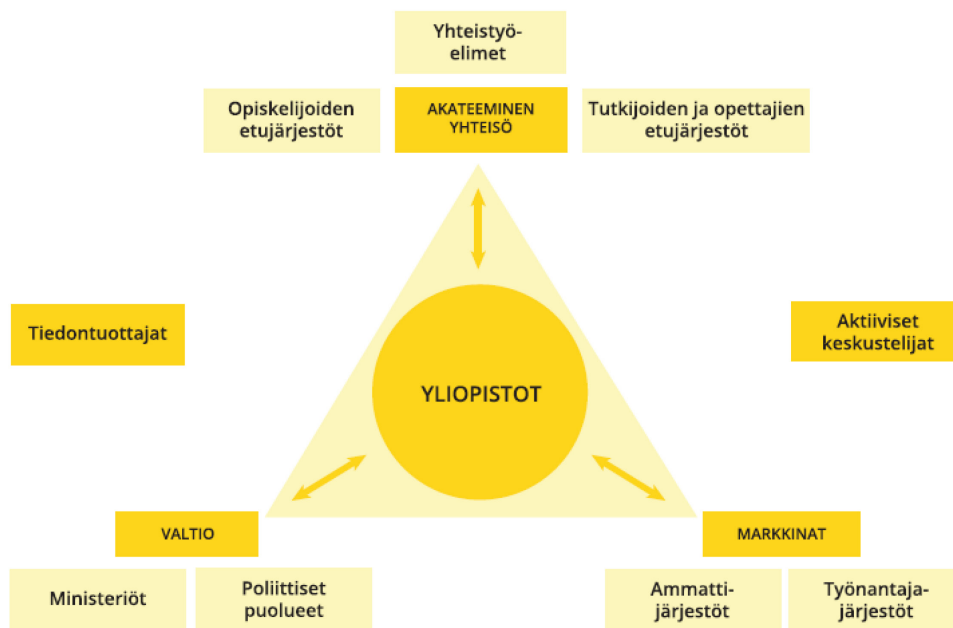 Yhteistyö-
elimet
Opiskelijoiden
etujärjestöt
AKATEEMINEN
YHTEISÖ
Tutkijoiden ja opettajien
etujärjestöt
Tiedontuottajat
Aktiiviset
keskustelijat
YLIOPISTOT
VALTIO
MARKKINAT
Ministeriöt
Poliittiset
puolueet
Ammatti-
järjestöt
Työnantaja-
järjestöt